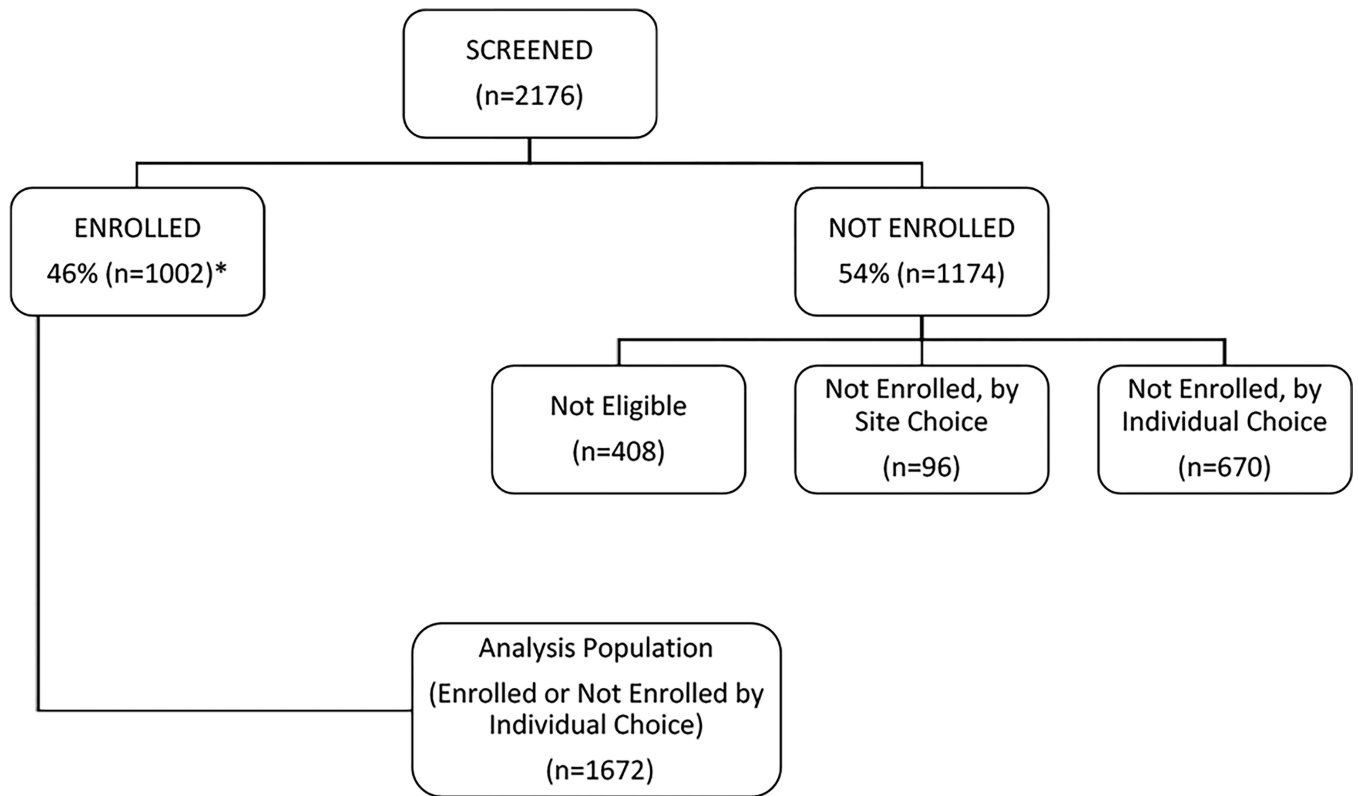 SCREENED
(n=2176)
ENROLLED
46% (n=1002)*
NOT ENROLLED
54% (n=1174)
Not Eligible
(n=408)
Not Enrolled, by
Site Choice
(n=96)
Not Enrolled, by
Individual Choice
(n=670)
Analysis Population
(Enrolled or Not Enrolled by
Individual Choice)
(n=1672)